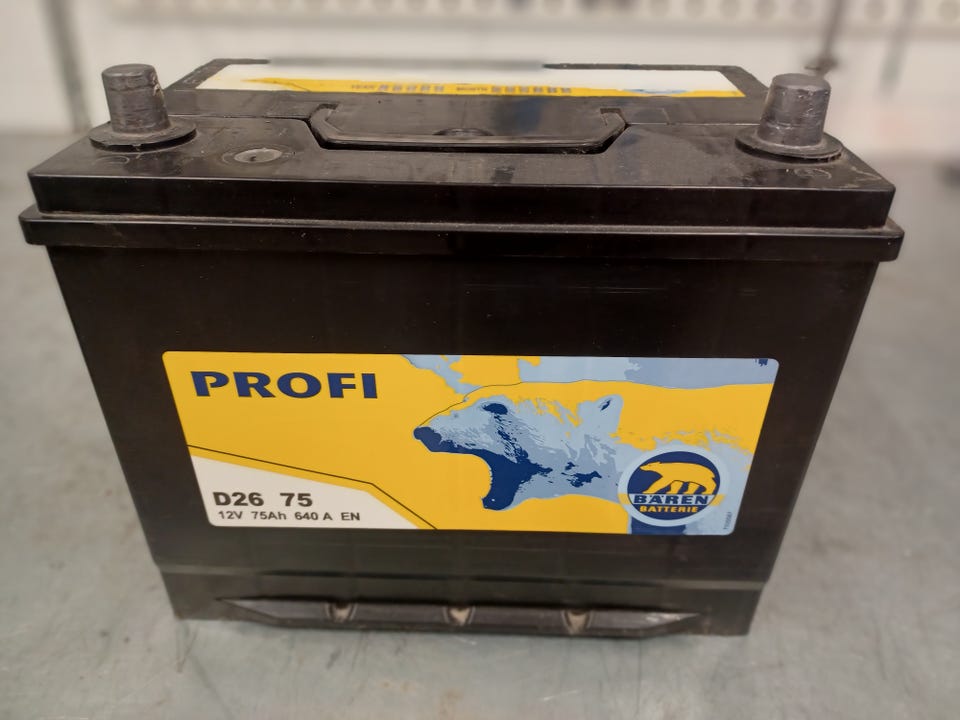 PROFI
D26 75
12V 75Ah 640 A EN
BÄREN
BATTERIE